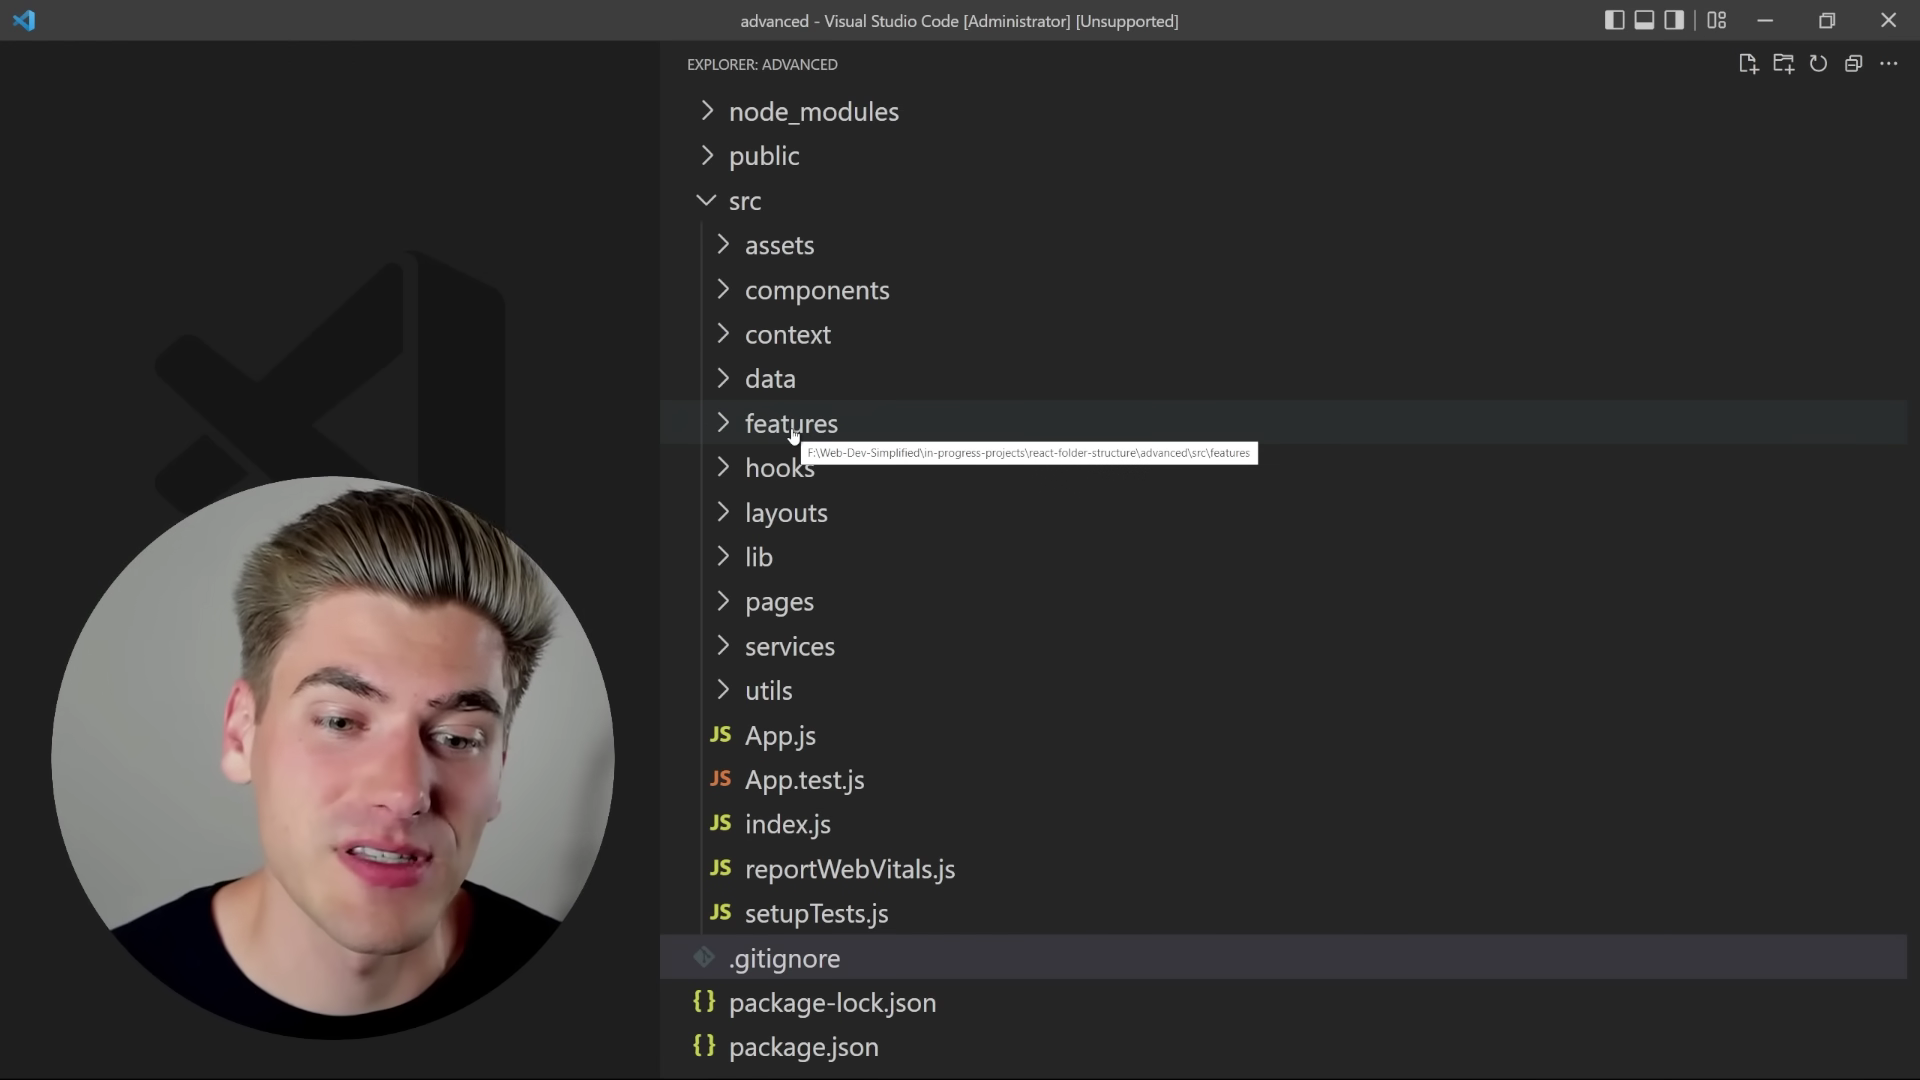 advanced - Visual Studio Code [Administrator] [Unsupported]
EXPLORER: ADVANCED
node_modules
public
src
assets
components
context
data
features
F:\Web-Dev-Simplified\in-progress-projects\react-folder-structure\advanced\src\features
hooks
layouts
lib
pages
services
utils
JS App.js
JS App.test.js
JS index.js
JS reportWebVitals.js
JS setupTests.js
.gitignore
{} package-lock.json
{} package.json